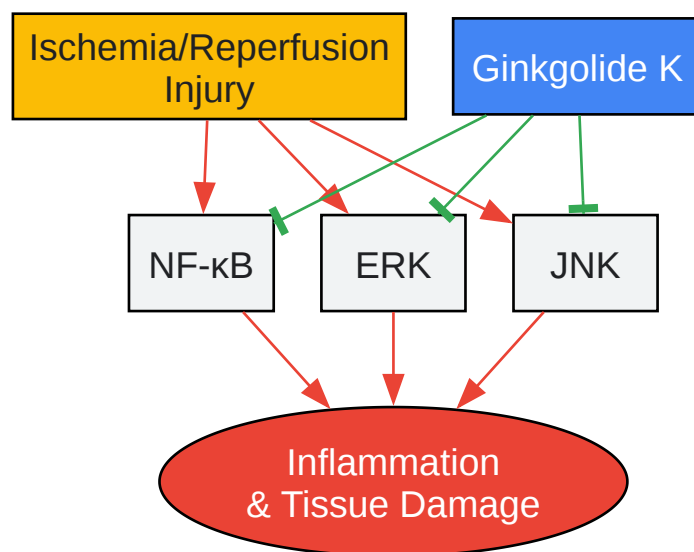 Ischemia/Reperfusion
Injury
Ginkgolide K
NF-κB
ERK
JNK
Inflammation
& Tissue Damage